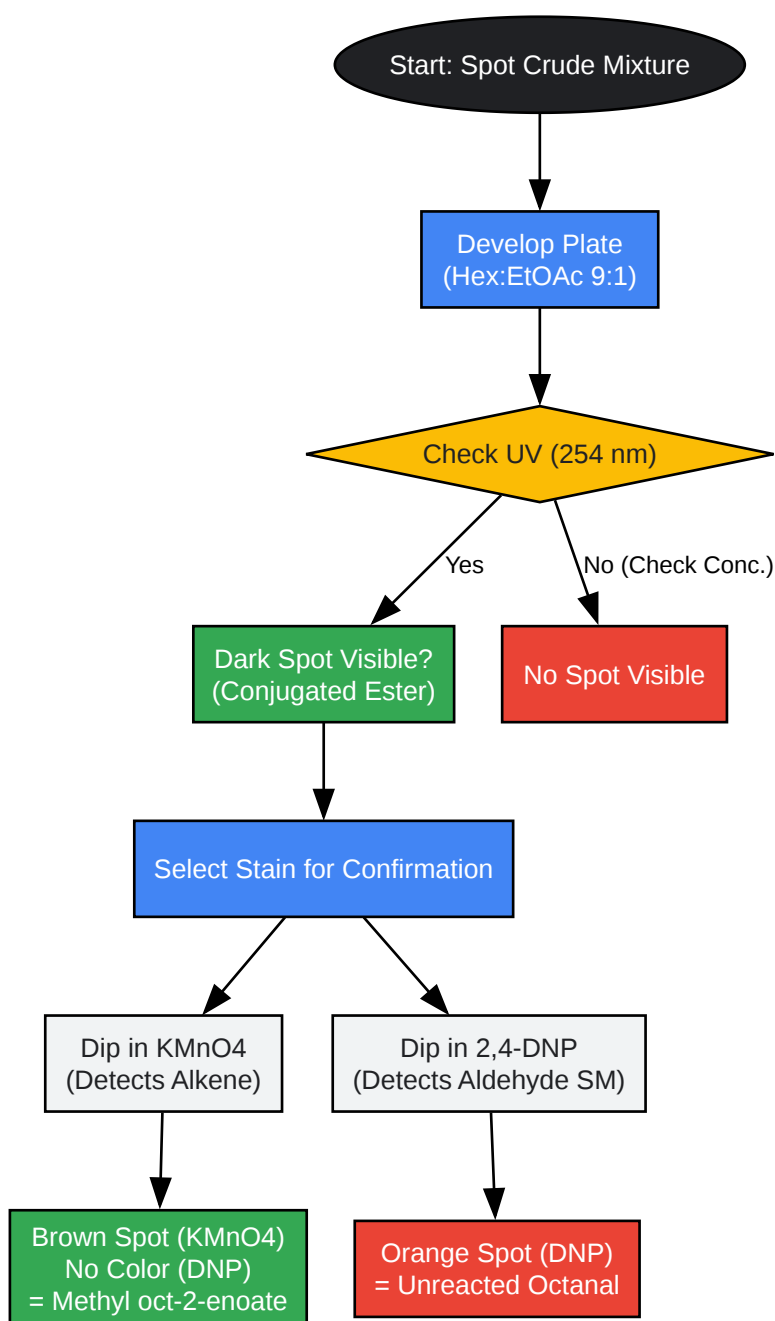 Start: Spot Crude Mixture
Develop Plate
(Hex:EtOAc 9:1)
Check UV (254 nm)
Yes
No (Check Conc.)
Dark Spot Visible?
(Conjugated Ester)
No Spot Visible
Select Stain for Confirmation
Dip in KMnO4
(Detects Alkene)
Dip in 2,4-DNP
(Detects Aldehyde SM)
Brown Spot (KMnO4)
No Color (DNP)
= Methyl oct-2-enoate
Orange Spot (DNP)
= Unreacted Octanal